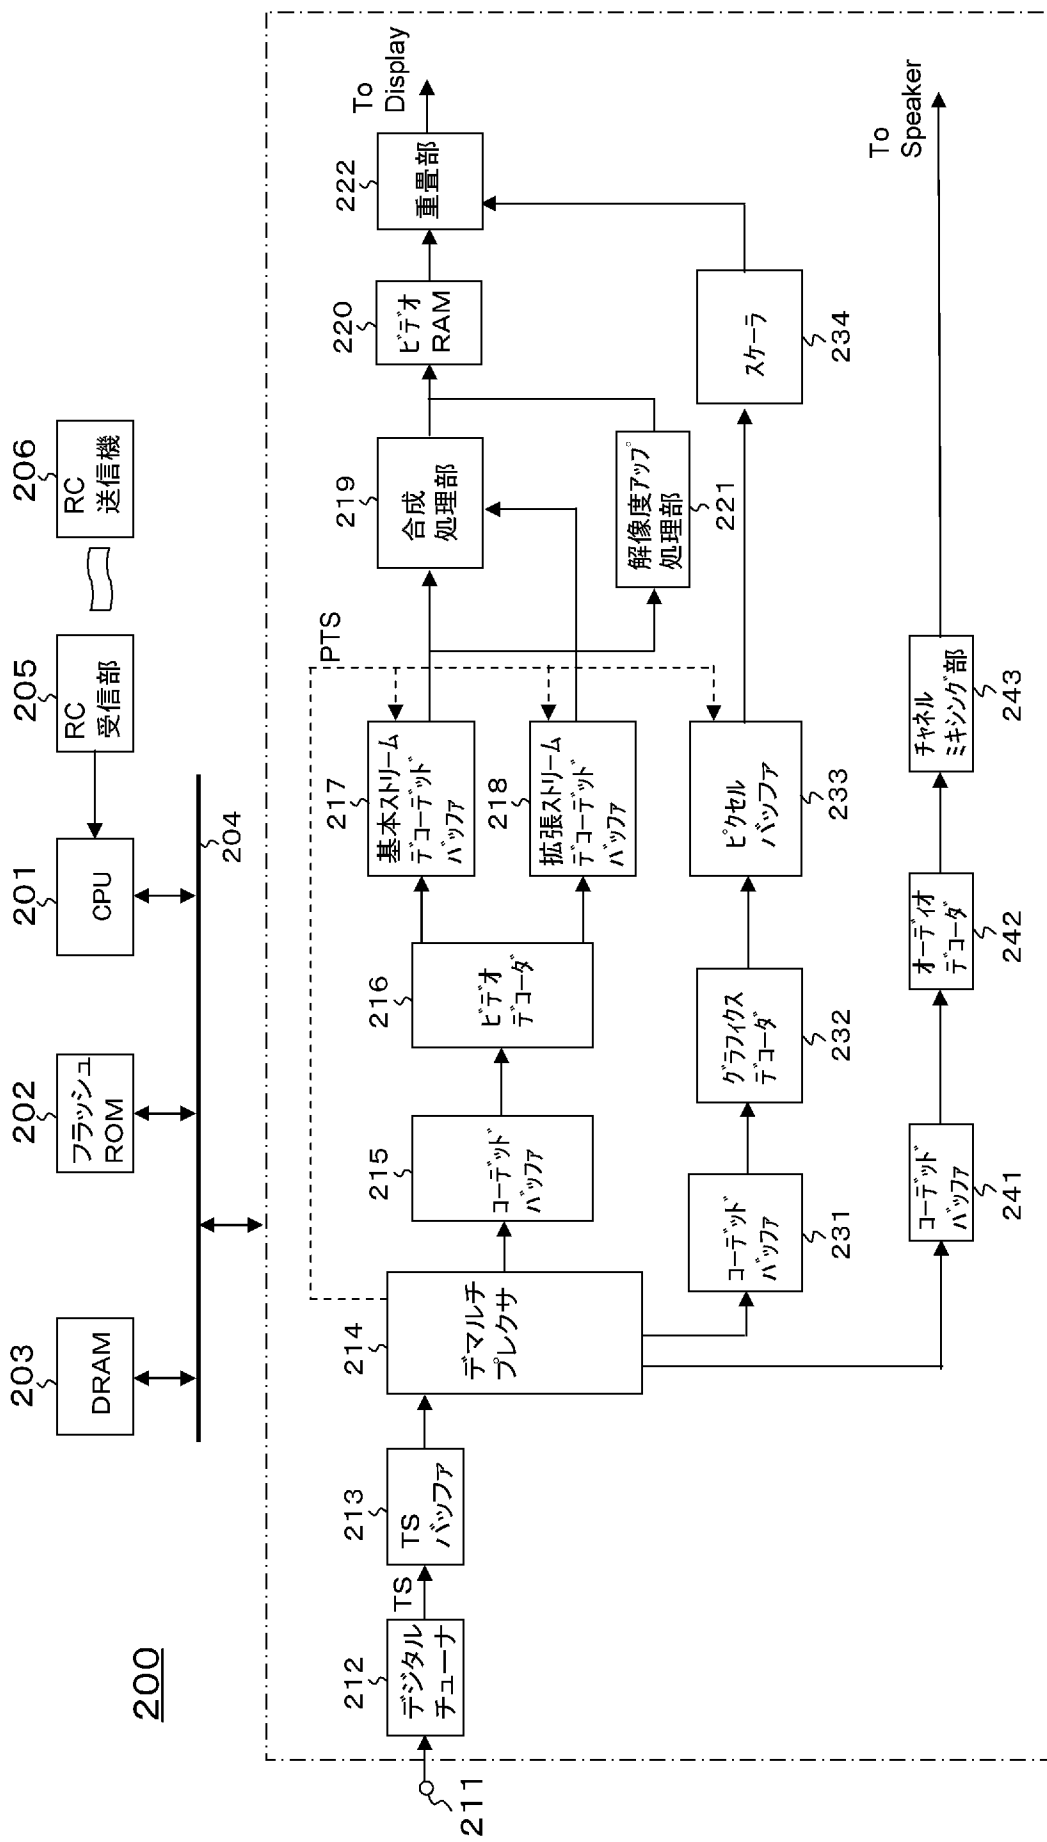 200
203
DRAM
202
フラッシュ
ROM
201
CPU
205
RC
受信部
206
RC
送信機
204
211
212
デジタル
チューナ
TS
213
TS
バッファ
214
デマルチ
プレクサ
215
コーデッド
バッファ
216
ビデオ
デコーダ
217
基本ストリーム
デコーデッド
バッファ
218
拡張ストリーム
デコーデッド
バッファ
PTS
219
合成
処理部
220
ビデオ
RAM
221
解像度アップ
処理部
222
重畳部
To
Display
231
コーデッド
バッファ
232
グラフィクス
デコーダ
233
ピクセル
バッファ
234
スケーラ
241
コーデッド
バッファ
242
オーディオ
デコーダ
243
チャネル
ミキシング部
To
Speaker